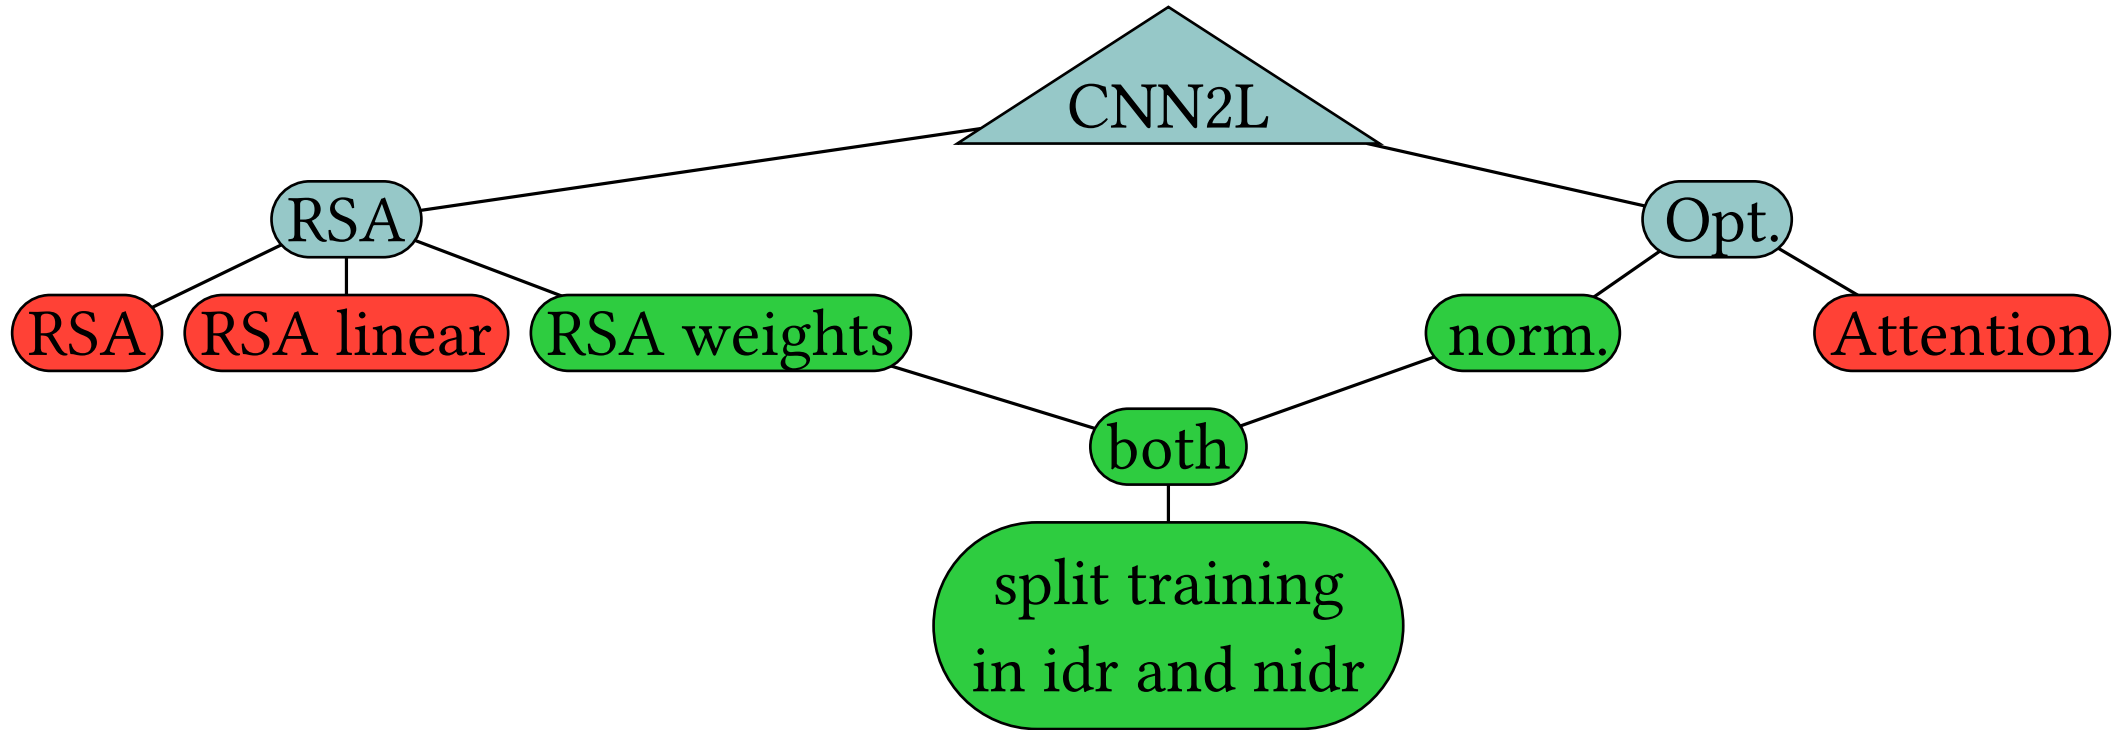 CNN2L
RSA
Opt.
RSA
RSA linear
RSA weights
norm.
Attention
both
split training
in idr and nidr